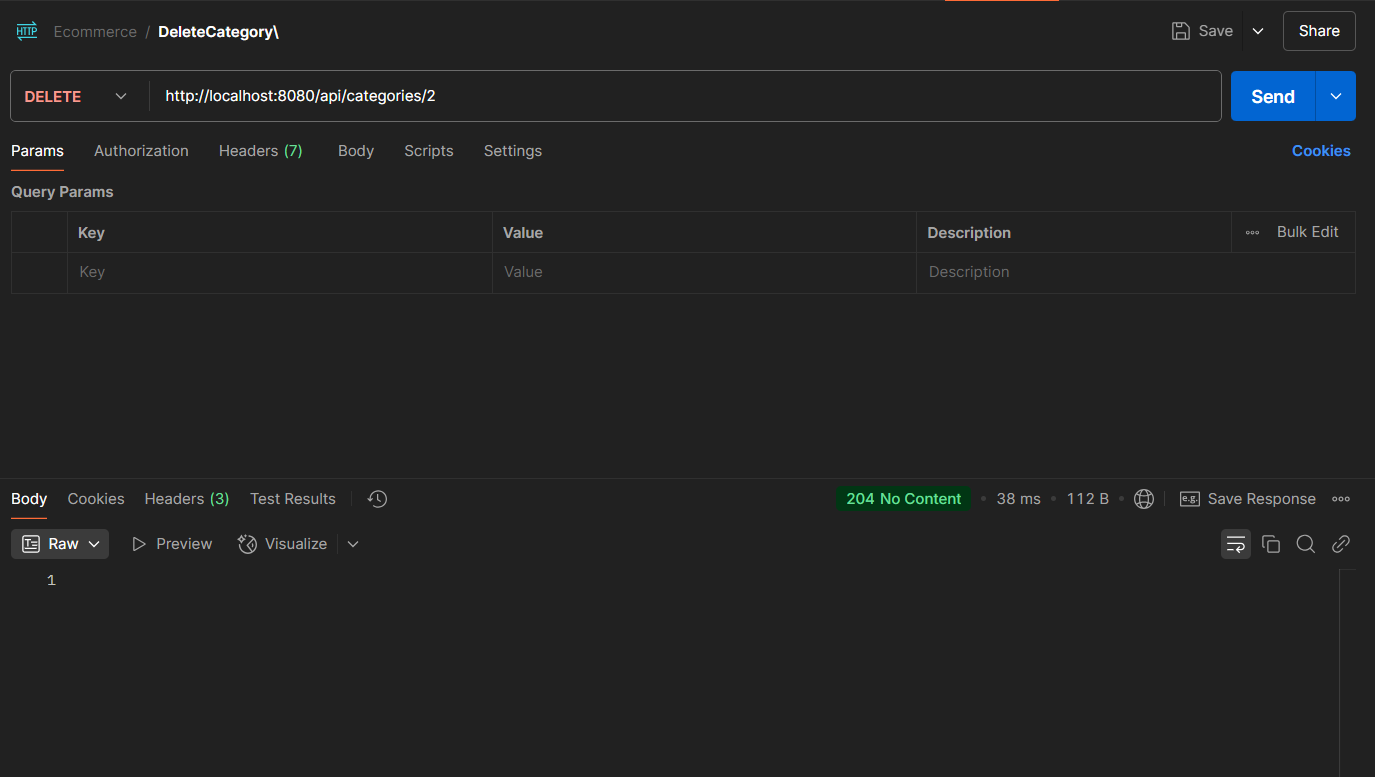 HTTP Ecommerce / DeleteCategory\ Save Share
DELETE http://localhost:8080/api/categories/2 Send
Params Authorization Headers (7) Body Scripts Settings Cookies
Query Params
Key Value Description Bulk Edit
Key Value Description
Body Cookies Headers (3) Test Results 204 No Content • 38 ms • 112 B • e.g. Save Response
Raw Preview Visualize
1